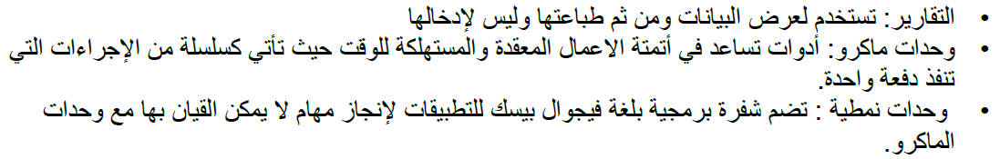 • التقارير: تستخدم لعرض البيانات ومن ثم طباعتها وليس لإدخالها
• وحدات ماكرو: أدوات تساعد في أتمتة الاعمال المعقدة والمستهلكة للوقت حيث تأتي كسلسلة من الإجراءات التي
تنفذ دفعة واحدة.
• وحدات نمطية : تضم شفرة برمجية بلغة فيجوال بيسك للتطبيقات لإنجاز مهام لا يمكن القيان بها مع وحدات
الماكرو.